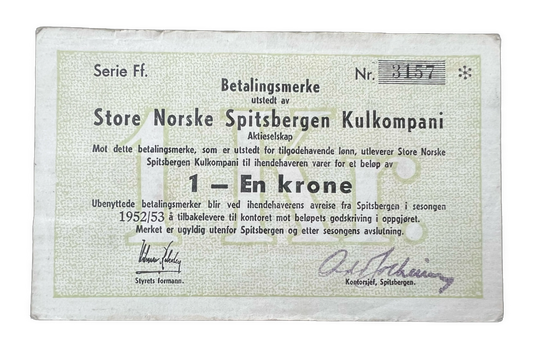 Serie Ff. Nr. 3157 *
Betalingsmerke
utstedt av
Store Norske Spitsbergen Kulkompani
Aktieselskap
Mot dette betalingsmerke, som er utstedt for tilgodehavende lønn, utleverer Store Norske
Spitsbergen Kulkompani til ihendehaveren varer for et beløp av
1 — En krone
Ubenyttede betalingsmerker blir ved ihendehaverens avreise fra Spitsbergen i sesongen
1952/53 å tilbakelevere til kontoret mot beløpets godskriving i oppgjøret.
Merket er ugyldig utenfor Spitsbergen og etter sesongens avslutning.
Styrets formann. Kontorsjef, Spitsbergen.
1 Kr.